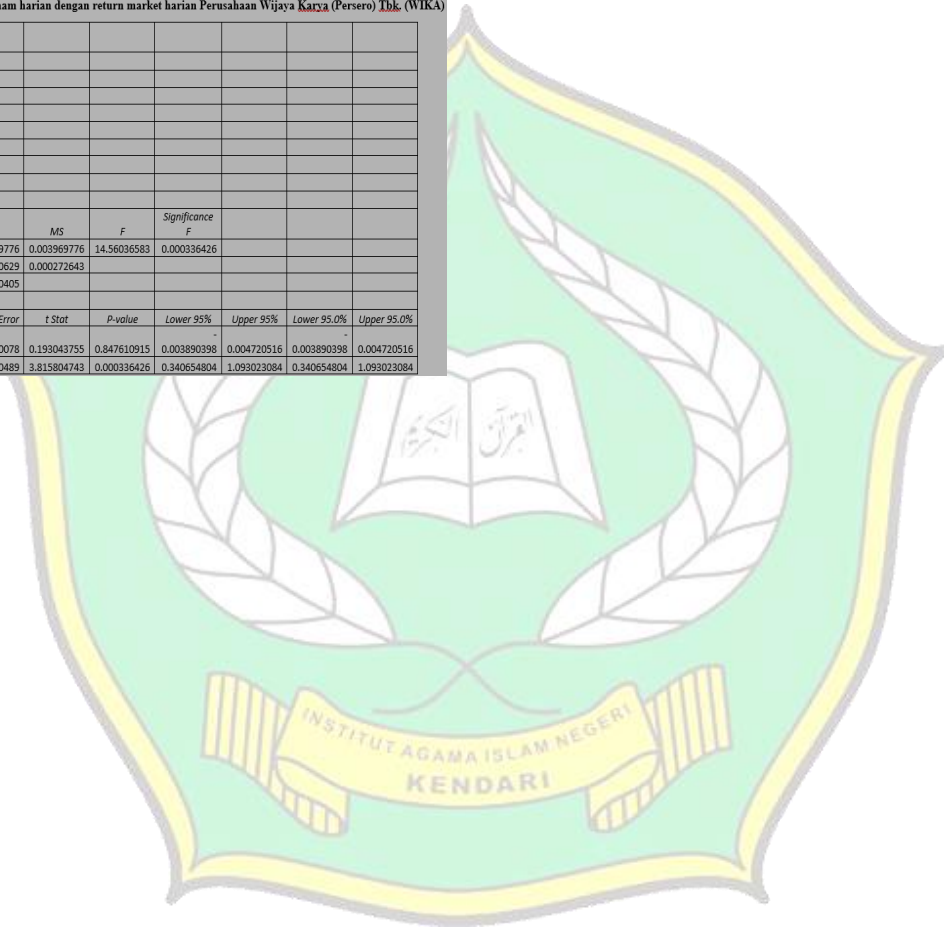 am harian dengan return market harian Perusahaan Wijaya Karya (Persero) Tbk. (WIKA)
Significance
MS F F
9776 0.003969776 14.56036583 0.000336426
0629 0.000272643
0405
Error t Stat P-value Lower 95% Upper 95% Lower 95.0% Upper 95.0%
- -
0078 0.193043755 0.847610915 0.003890398 0.004720516 0.003890398 0.004720516
0489 3.815804743 0.000336426 0.340654804 1.093023084 0.340654804 1.093023084
القرآن الكريم
INSTITUT AGAMA ISLAM NEGERI
KENDARI